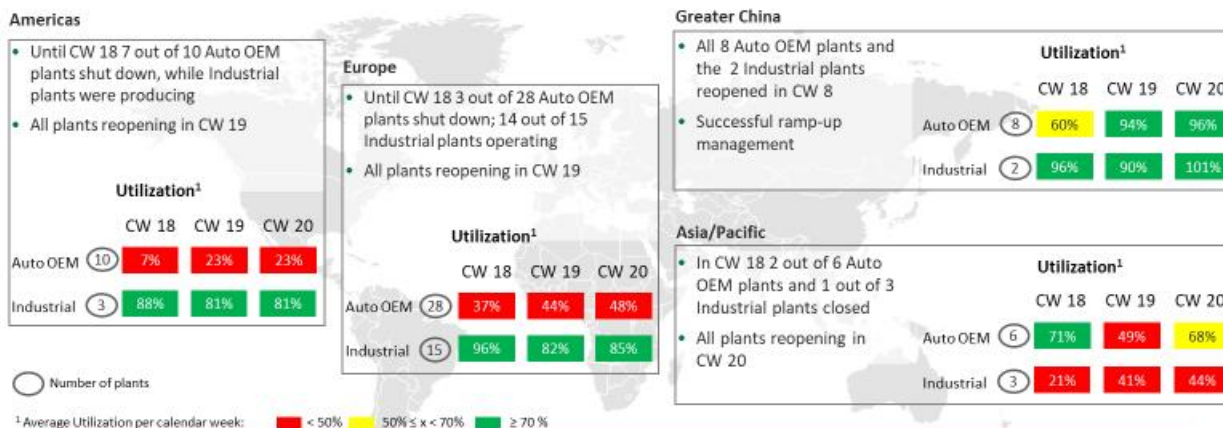 Americas
• Until CW 18 7 out of 10 Auto OEM
plants shut down, while Industrial
plants were producing
• All plants reopening in CW 19
Utilization¹
CW 18 CW 19 CW 20
Auto OEM 10 7% 23% 23%
Industrial 3 88% 81% 81%
Europe
• Until CW 18 3 out of 28 Auto OEM
plants shut down; 14 out of 15
Industrial plants operating
• All plants reopening in CW 19
Utilization¹
CW 18 CW 19 CW 20
Auto OEM 28 37% 44% 48%
Industrial 15 96% 82% 85%
Greater China
• All 8 Auto OEM plants and
the 2 Industrial plants
reopened in CW 8
• Successful ramp-up
management
Utilization¹
CW 18 CW 19 CW 20
Auto OEM 8 60% 94% 96%
Industrial 2 96% 90% 101%
Asia/Pacific
• In CW 18 2 out of 6 Auto
OEM plants and 1 out of 3
Industrial plants closed
• All plants reopening in
CW 20
Utilization¹
CW 18 CW 19 CW 20
Auto OEM 6 71% 49% 68%
Industrial 3 21% 41% 44%
Number of plants
¹ Average Utilization per calendar week: < 50% 50% ≤ x < 70% ≥ 70 %